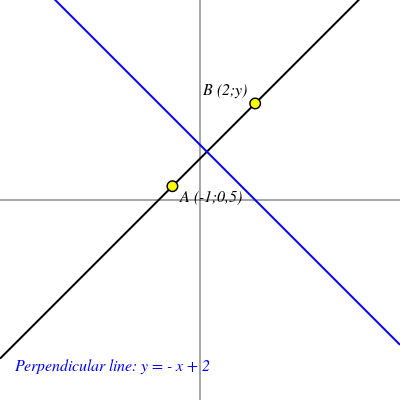 B (2;y)
A (-1;0,5)
Perpendicular line: y = - x + 2